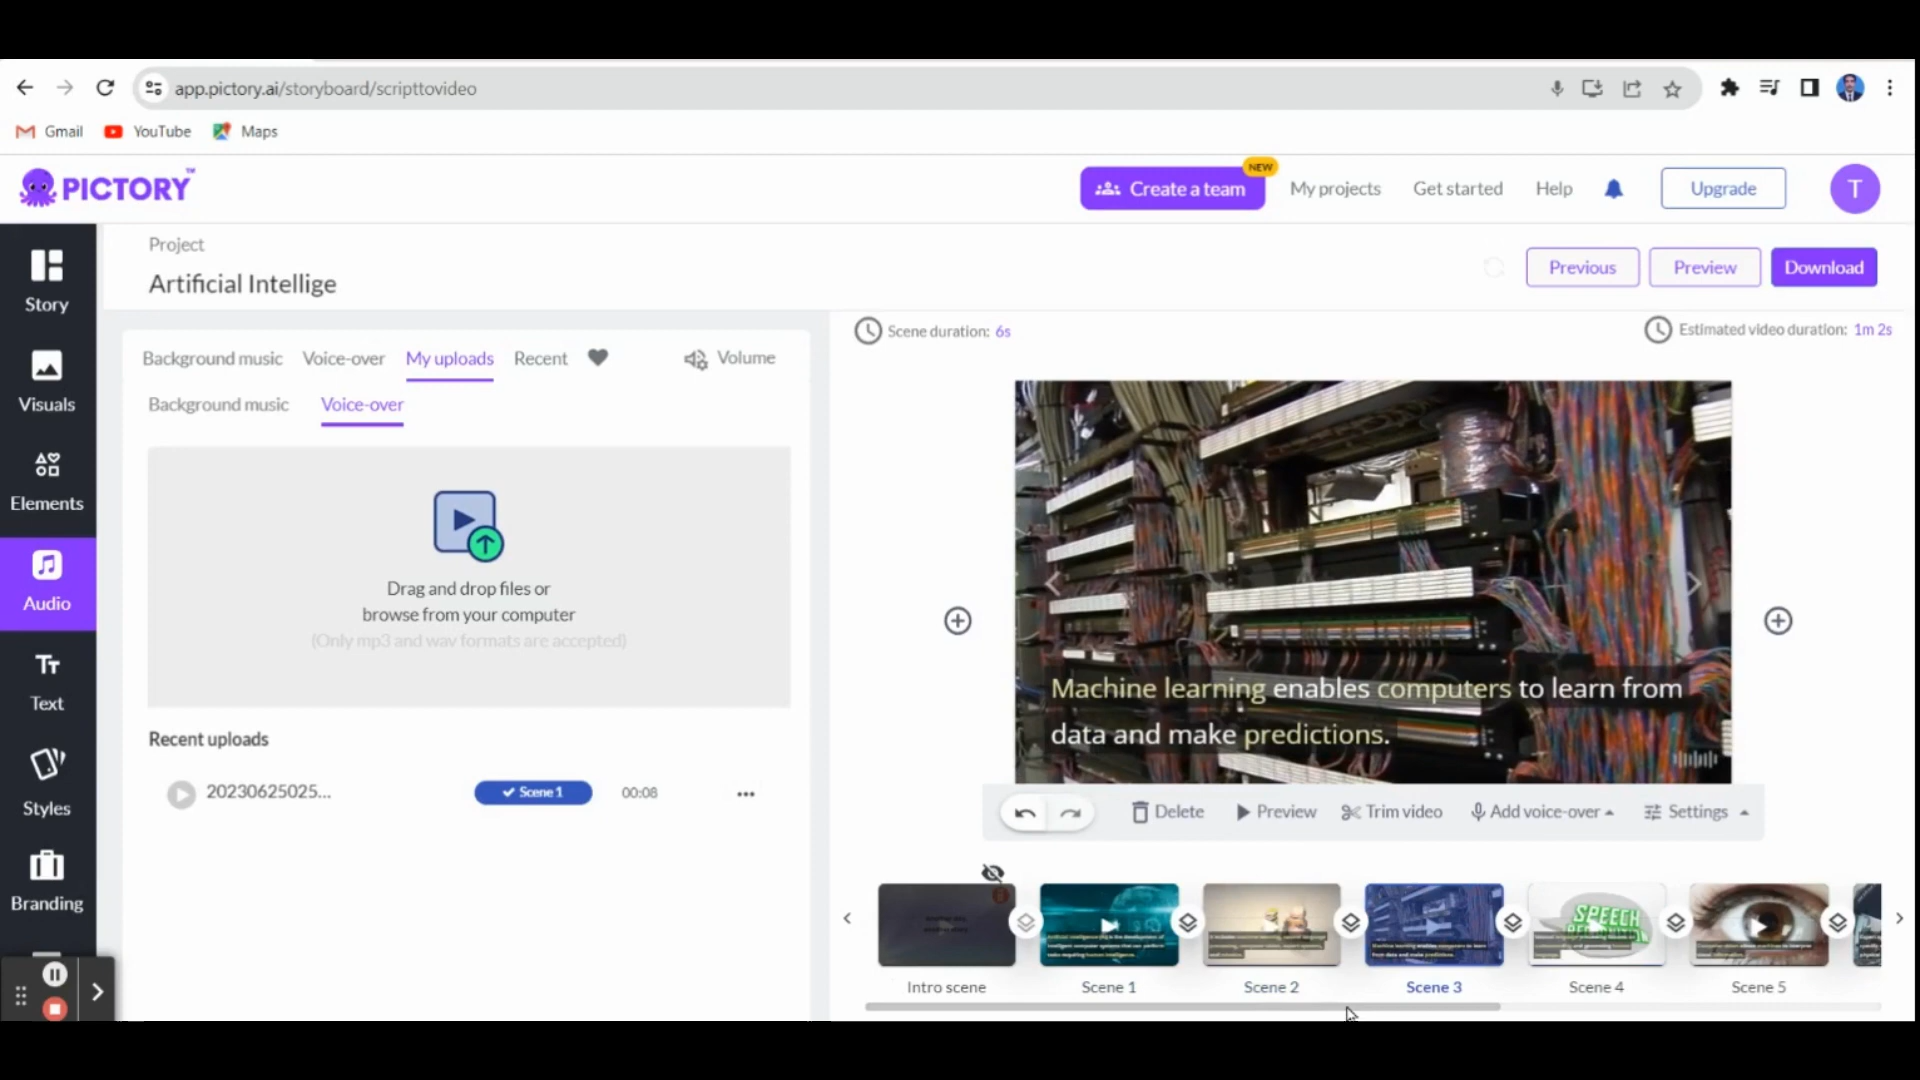 app.pictory.ai/storyboard/scripttovideo
Gmail
YouTube
Maps
PICTORY™
NEW
Create a team
My projects
Get started
Help
Upgrade
T
Project
Artificial Intellige
Previous
Preview
Download
Story
Visuals
Elements
Audio
Text
Styles
Branding
Background music
Voice-over
My uploads
Recent
Volume
Background music
Voice-over
Drag and drop files or
browse from your computer
(Only mp3 and wav formats are accepted)
Recent uploads
20230625025...
Scene 1
00:08
Scene duration: 6s
Estimated video duration: 1m 2s
Machine learning enables computers to learn from
data and make predictions.
Delete
Preview
Trim video
Add voice-over
Settings
SPEECH
Intro scene
Scene 1
Scene 2
Scene 3
Scene 4
Scene 5